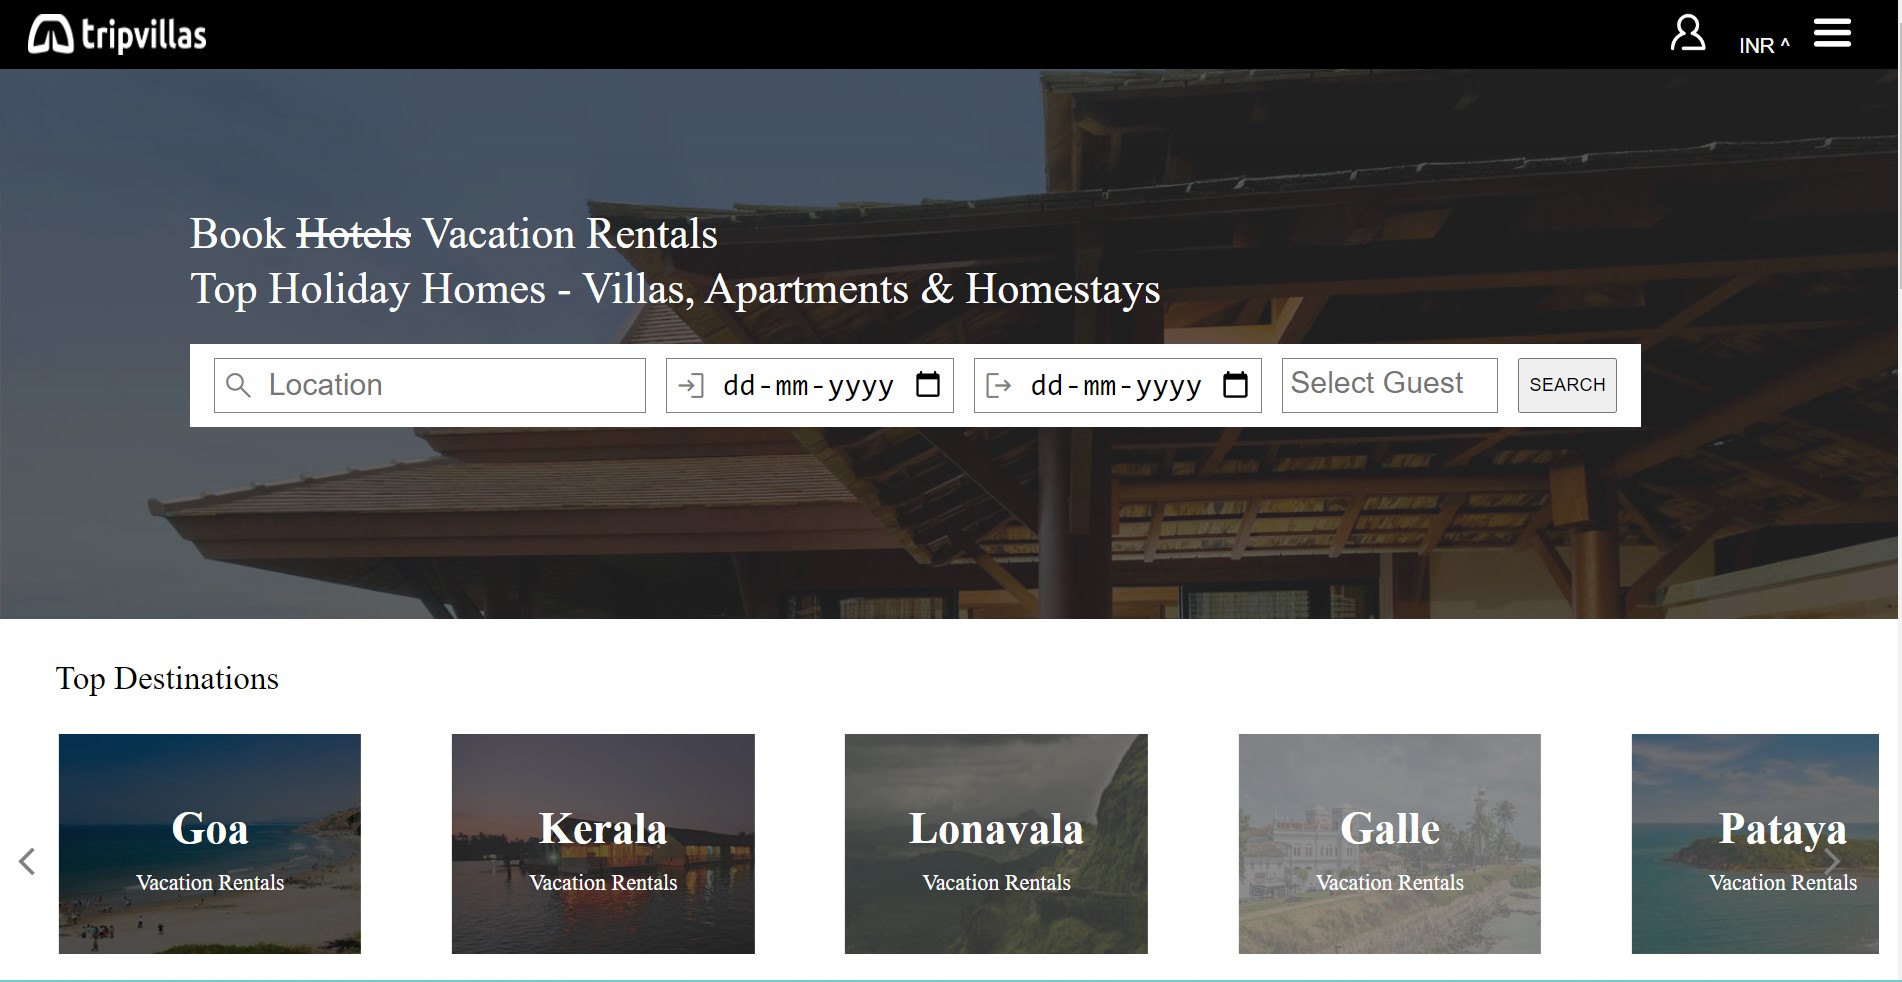 tripvillas
INR ^
Book Hotels Vacation Rentals
Top Holiday Homes - Villas, Apartments & Homestays
Location
dd-mm-yyyy
dd-mm-yyyy
Select Guest
SEARCH
Top Destinations
Goa
Vacation Rentals
Kerala
Vacation Rentals
Lonavala
Vacation Rentals
Galle
Vacation Rentals
Pataya
Vacation Rentals